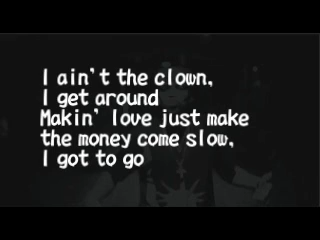 I ain't the clown,
I get around
Makin' love just make
the money come slow,
I got to go